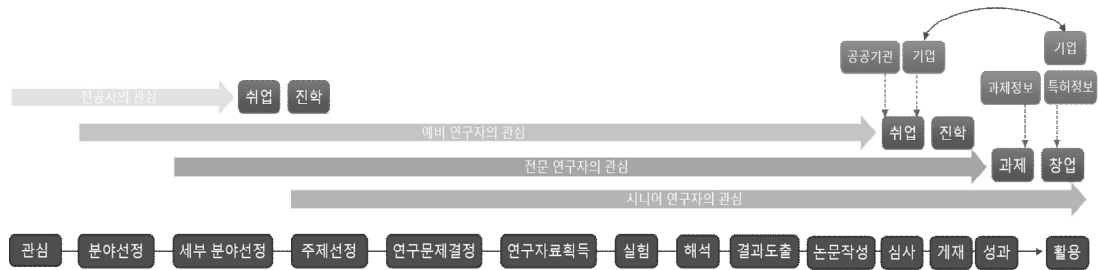 공공기관 기업 기업
과제정보 특허정보
전공자의 관심 취업 진학
예비 연구자의 관심 취업 진학
전문 연구자의 관심 과제 창업
시니어 연구자의 관심
관심 분야선정 세부 분야선정 주제선정 연구문제결정 연구자료획득 실험 해석 결과도출 논문작성 심사 게재 성과 활용